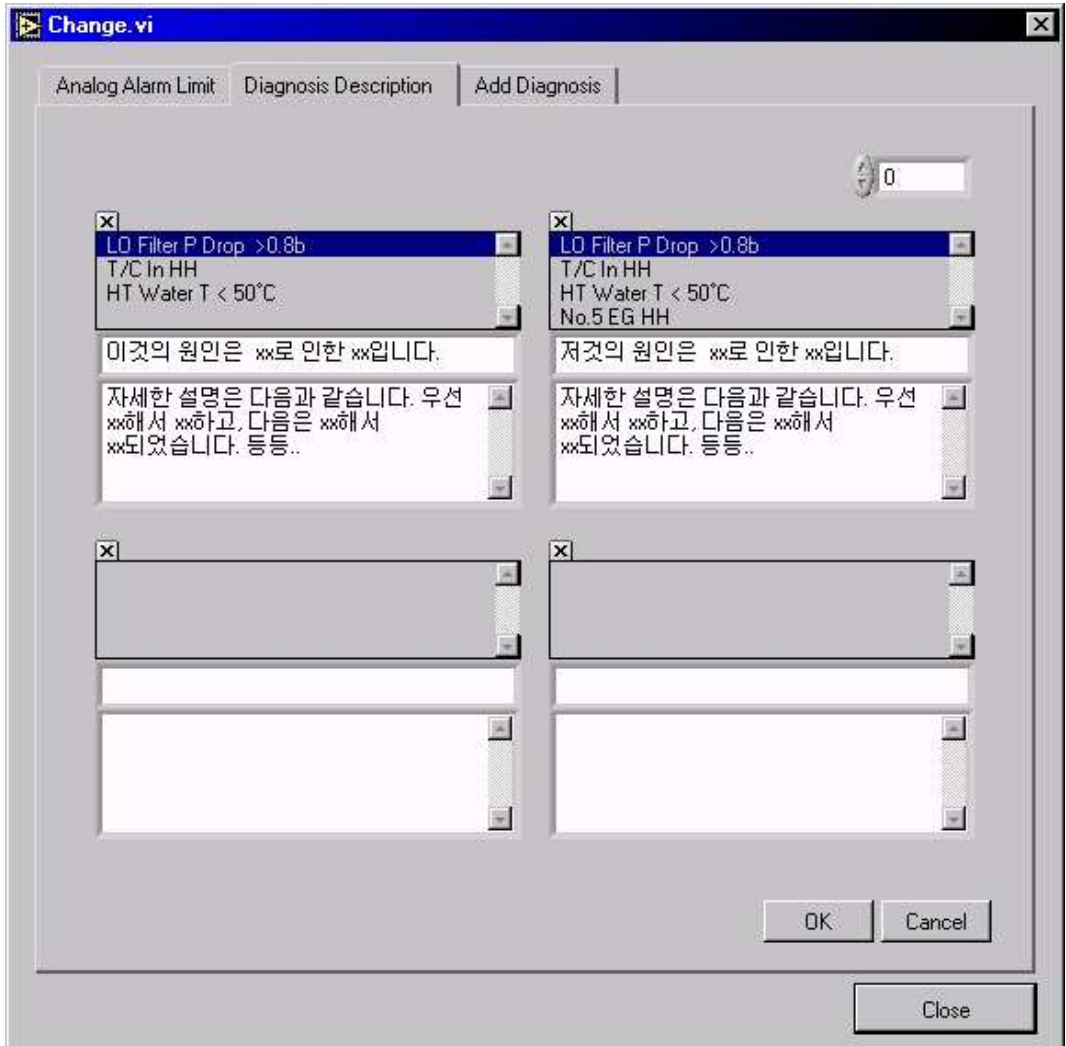 Change.vi
Analog Alarm Limit
Diagnosis Description
Add Diagnosis
0
LO Filter P Drop >0.8b
T/C In HH
HT Water T < 50°C
이것의 원인은 xx로 인한 xx입니다.
자세한 설명은 다음과 같습니다. 우선
xx해서 xx하고, 다음은 xx해서
xx되었습니다. 등등..
LO Filter P Drop >0.8b
T/C In HH
HT Water T < 50°C
No.5 EG HH
저것의 원인은 xx로 인한 xx입니다.
자세한 설명은 다음과 같습니다. 우선
xx해서 xx하고, 다음은 xx해서
xx되었습니다. 등등..
OK
Cancel
Close